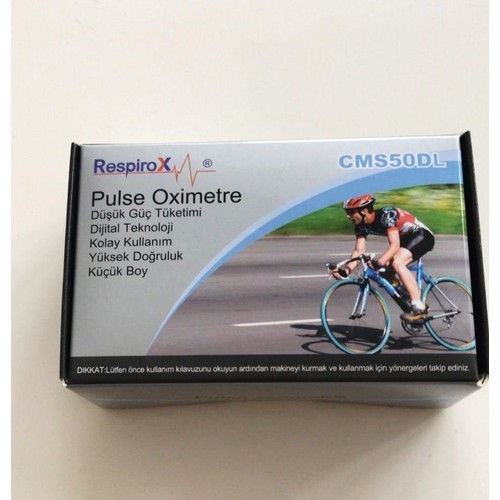 RespiroX ®
CMS50DL
Pulse Oximetre
Düşük Güç Tüketimi
Dijital Teknoloji
Kolay Kullanım
Yüksek Doğruluk
Küçük Boy
DIKKAT:Lütfen önce kullanım kılavuzunu okuyun ardından makineyi kurmak ve kullanmak için yönergeleri takip ediniz.